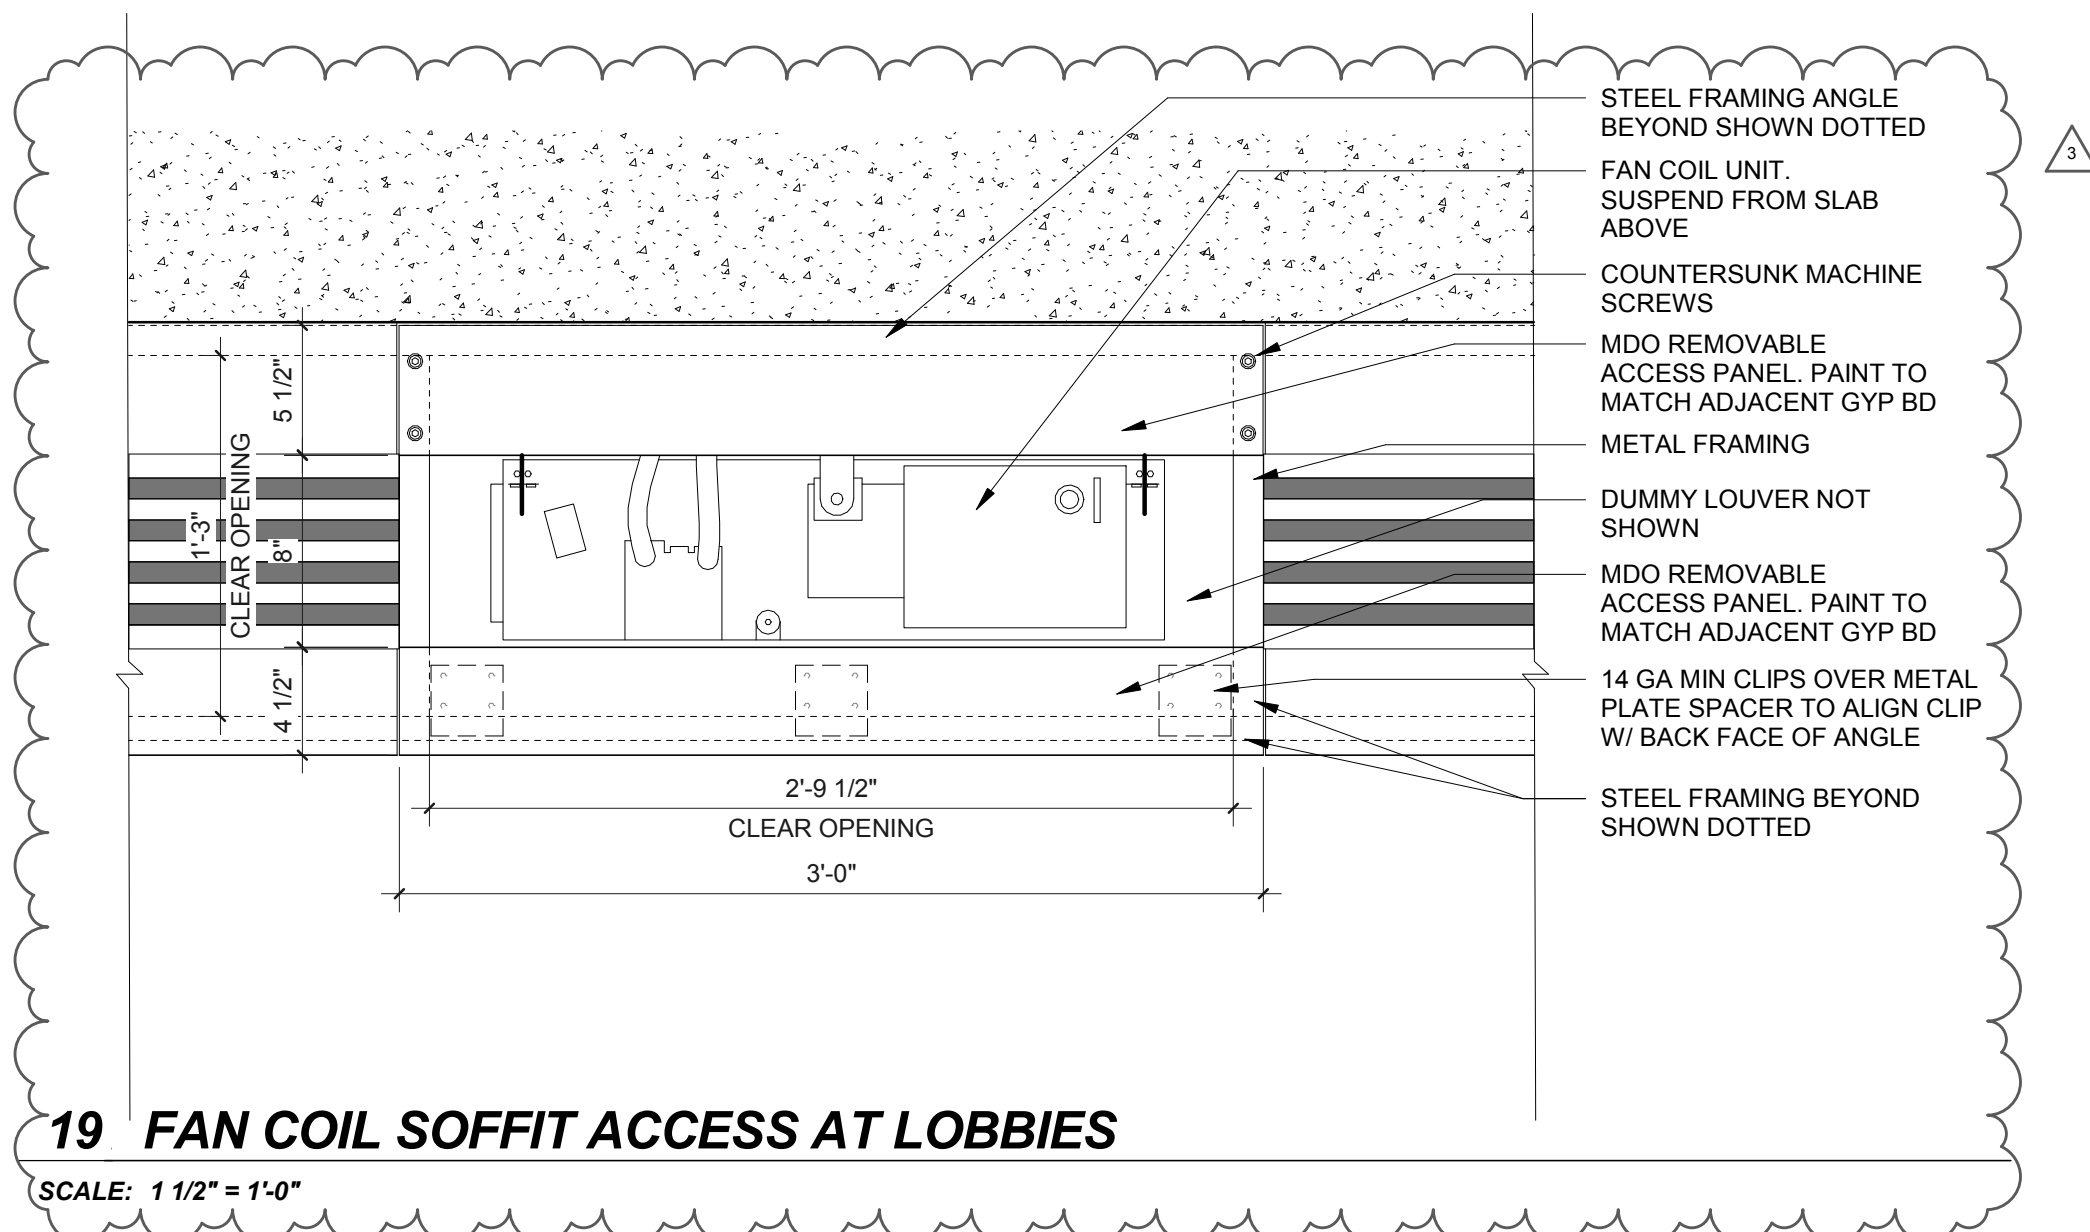 STEEL FRAMING ANGLE
BEYOND SHOWN DOTTED
3
FAN COIL UNIT.
SUSPEND FROM SLAB
ABOVE
COUNTERSUNK MACHINE
SCREWS
MDO REMOVABLE
ACCESS PANEL. PAINT TO
MATCH ADJACENT GYP BD
METAL FRAMING
DUMMY LOUVER NOT
SHOWN
MDO REMOVABLE
ACCESS PANEL. PAINT TO
MATCH ADJACENT GYP BD
14 GA MIN CLIPS OVER METAL
PLATE SPACER TO ALIGN CLIP
W/ BACK FACE OF ANGLE
STEEL FRAMING BEYOND
SHOWN DOTTED
1'-3"
CLEAR OPENING
5 1/2"
8"
4 1/2"
2'-9 1/2"
CLEAR OPENING
3'-0"
19 FAN COIL SOFFIT ACCESS AT LOBBIES
SCALE: 1 1/2" = 1'-0"